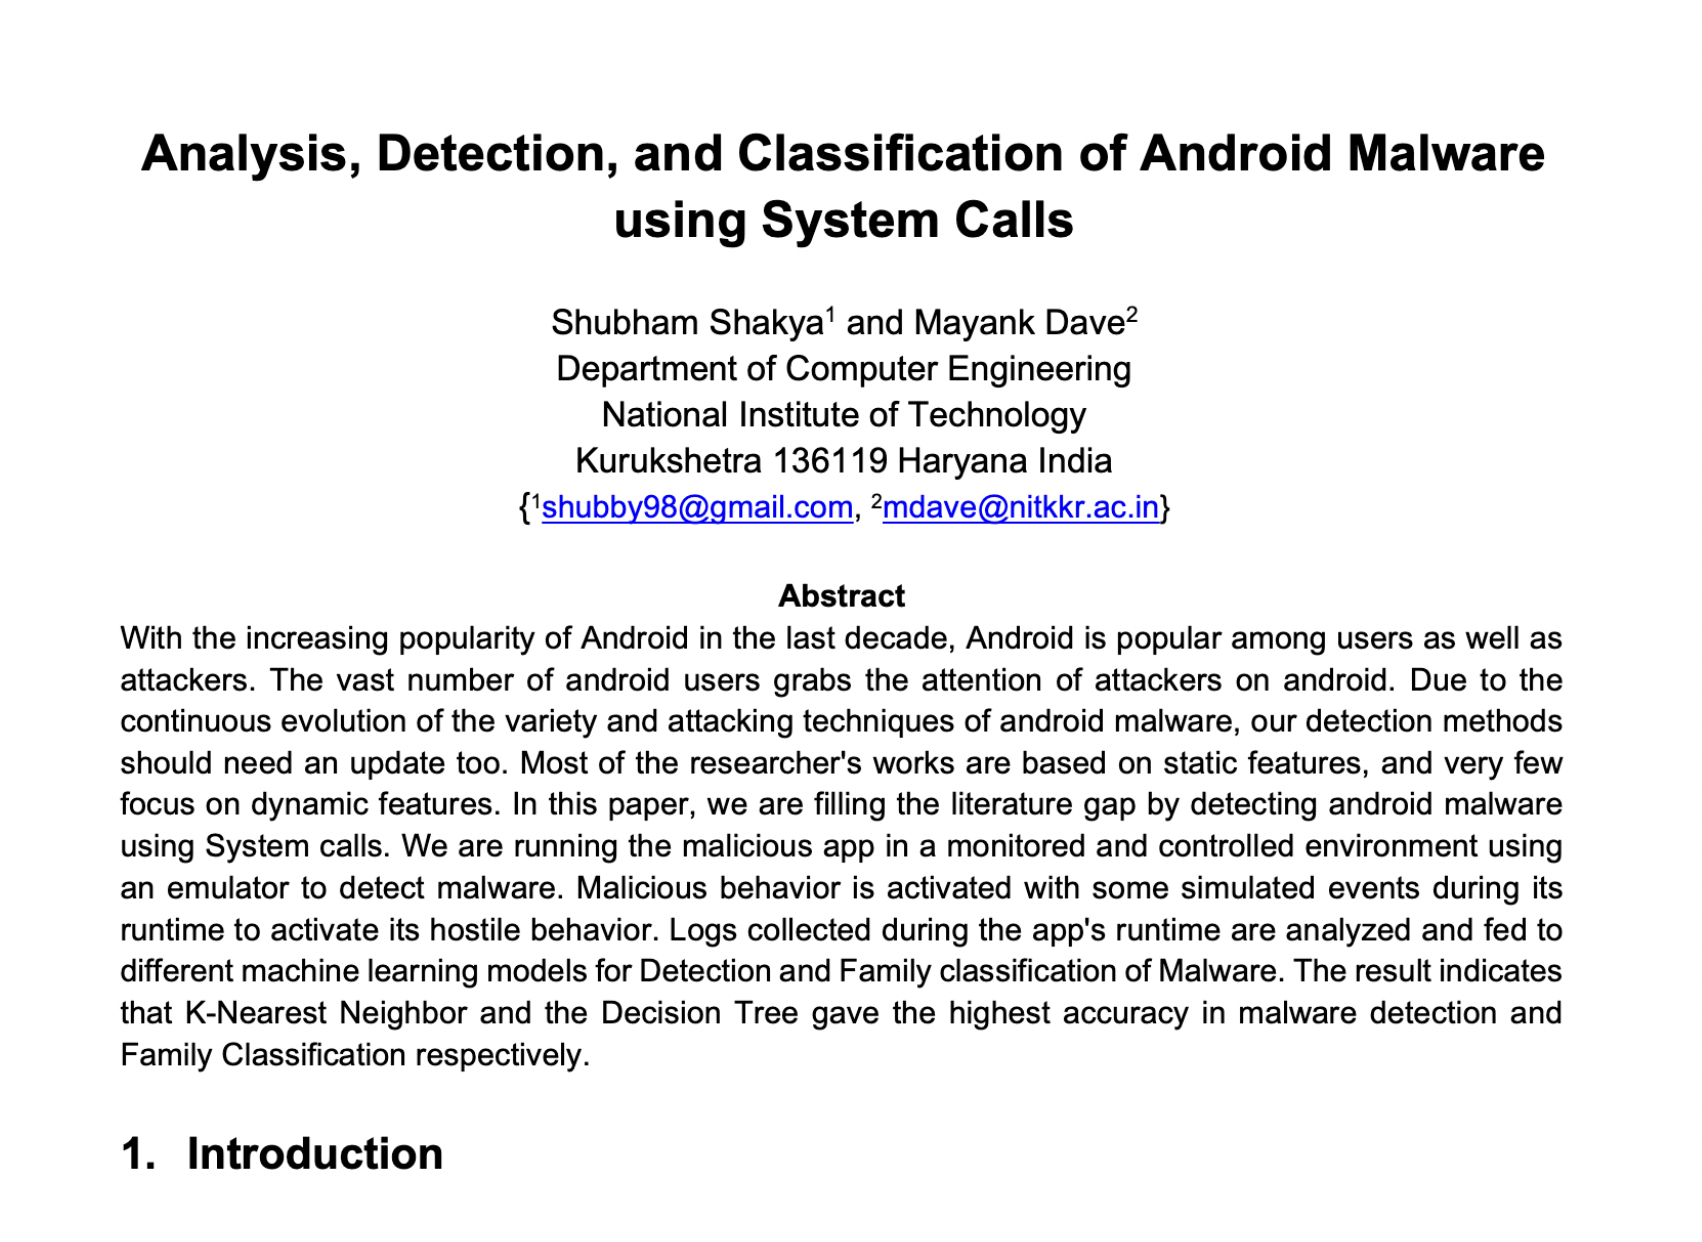 Analysis, Detection, and Classification of Android Malware
using System Calls
Shubham Shakya¹ and Mayank Dave²
Department of Computer Engineering
National Institute of Technology
Kurukshetra 136119 Haryana India
{¹shubby98@gmail.com, ²mdave@nitkkr.ac.in}
Abstract
With the increasing popularity of Android in the last decade, Android is popular among users as well as
attackers. The vast number of android users grabs the attention of attackers on android. Due to the
continuous evolution of the variety and attacking techniques of android malware, our detection methods
should need an update too. Most of the researcher's works are based on static features, and very few
focus on dynamic features. In this paper, we are filling the literature gap by detecting android malware
using System calls. We are running the malicious app in a monitored and controlled environment using
an emulator to detect malware. Malicious behavior is activated with some simulated events during its
runtime to activate its hostile behavior. Logs collected during the app's runtime are analyzed and fed to
different machine learning models for Detection and Family classification of Malware. The result indicates
that K-Nearest Neighbor and the Decision Tree gave the highest accuracy in malware detection and
Family Classification respectively.
1. Introduction